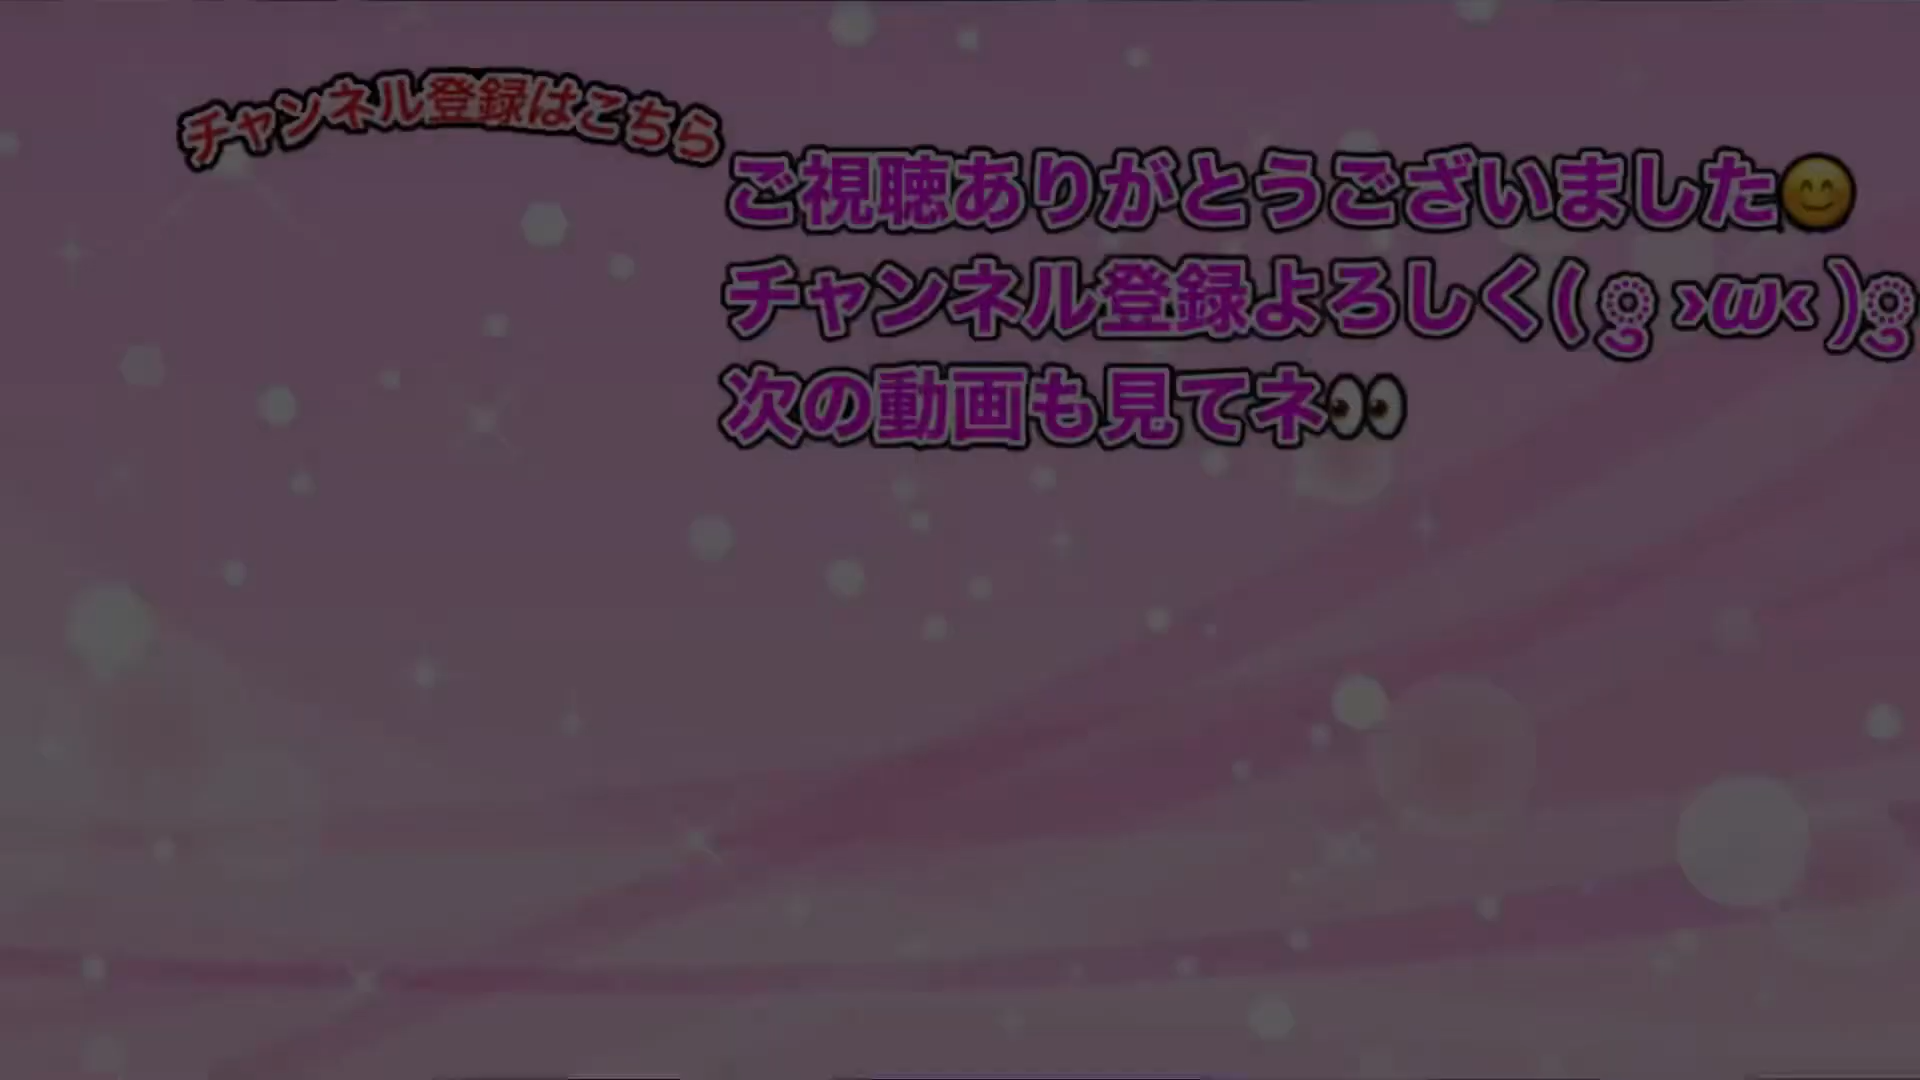 チャンネル登録はこちら
ご視聴ありがとうございました😊
チャンネル登録よろしく( ღ ›ω‹ )ღ
次の動画も見てネ👀